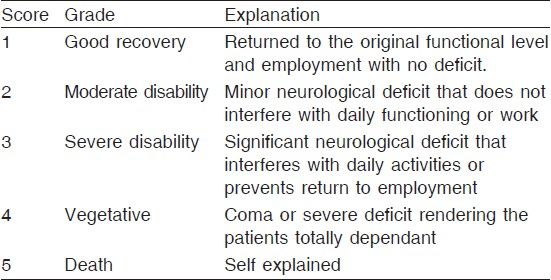 Score Grade Explanation
1 Good recovery Returned to the original functional level
and employment with no deficit.
2 Moderate disability Minor neurological deficit that does not
interfere with daily functioning or work
3 Severe disability Significant neurological deficit that
interferes with daily activities or
prevents return to employment
4 Vegetative Coma or severe deficit rendering the
patients totally dependant
5 Death Self explained